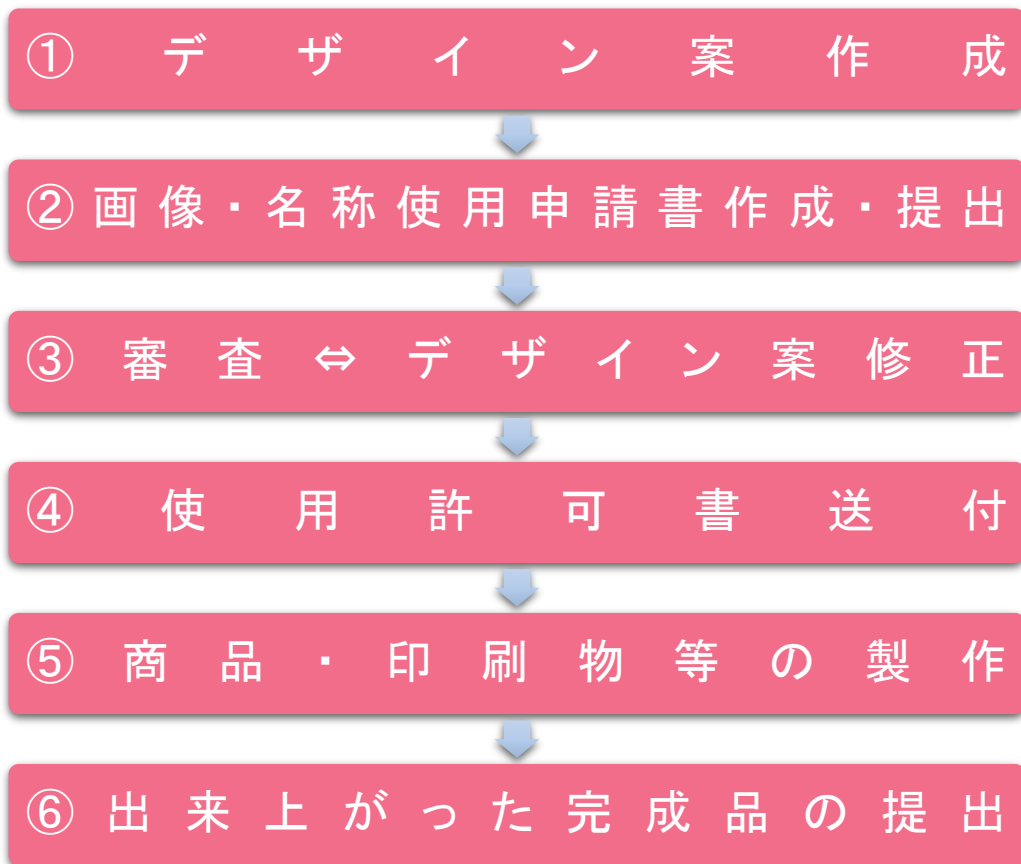 ①デザイン案作成
②画像・名称使用申請書作成・提出
③審査⇔デザイン案修正
④使用許可書送付
⑤商品・印刷物等の製作
⑥出来上がった完成品の提出